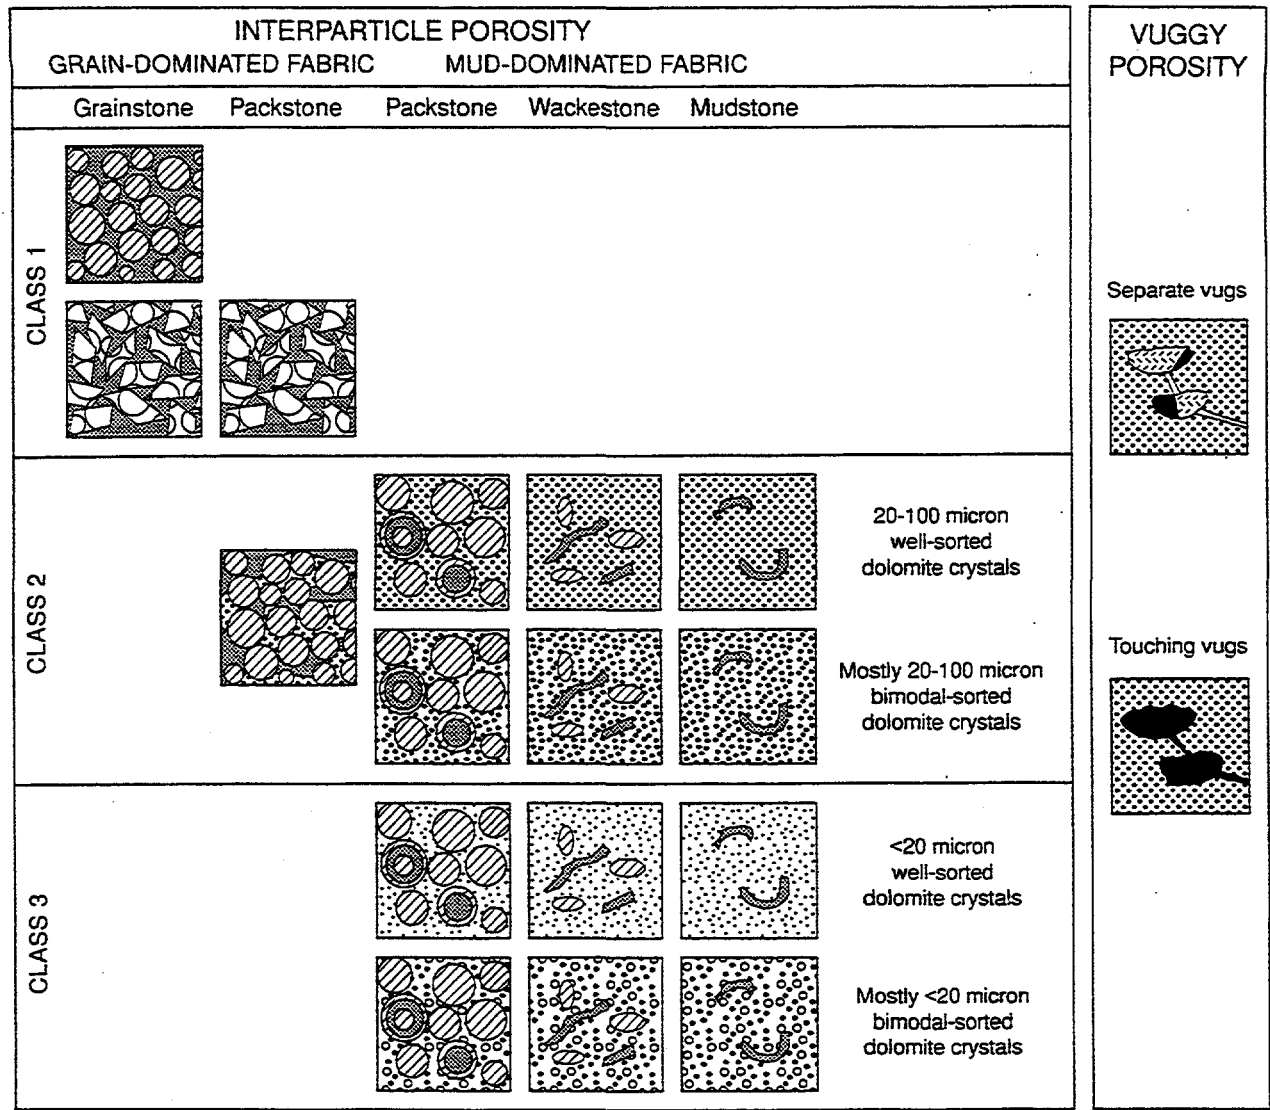 INTERPARTICLE POROSITY
GRAIN-DOMINATED FABRIC MUD-DOMINATED FABRIC
Grainstone Packstone Packstone Wackestone Mudstone
CLASS 1
CLASS 2
20-100 micron
well-sorted
dolomite crystals
Mostly 20-100 micron
bimodal-sorted
dolomite crystals
CLASS 3
<20 micron
well-sorted
dolomite crystals
Mostly <20 micron
bimodal-sorted
dolomite crystals
VUGGY
POROSITY
Separate vugs
Touching vugs